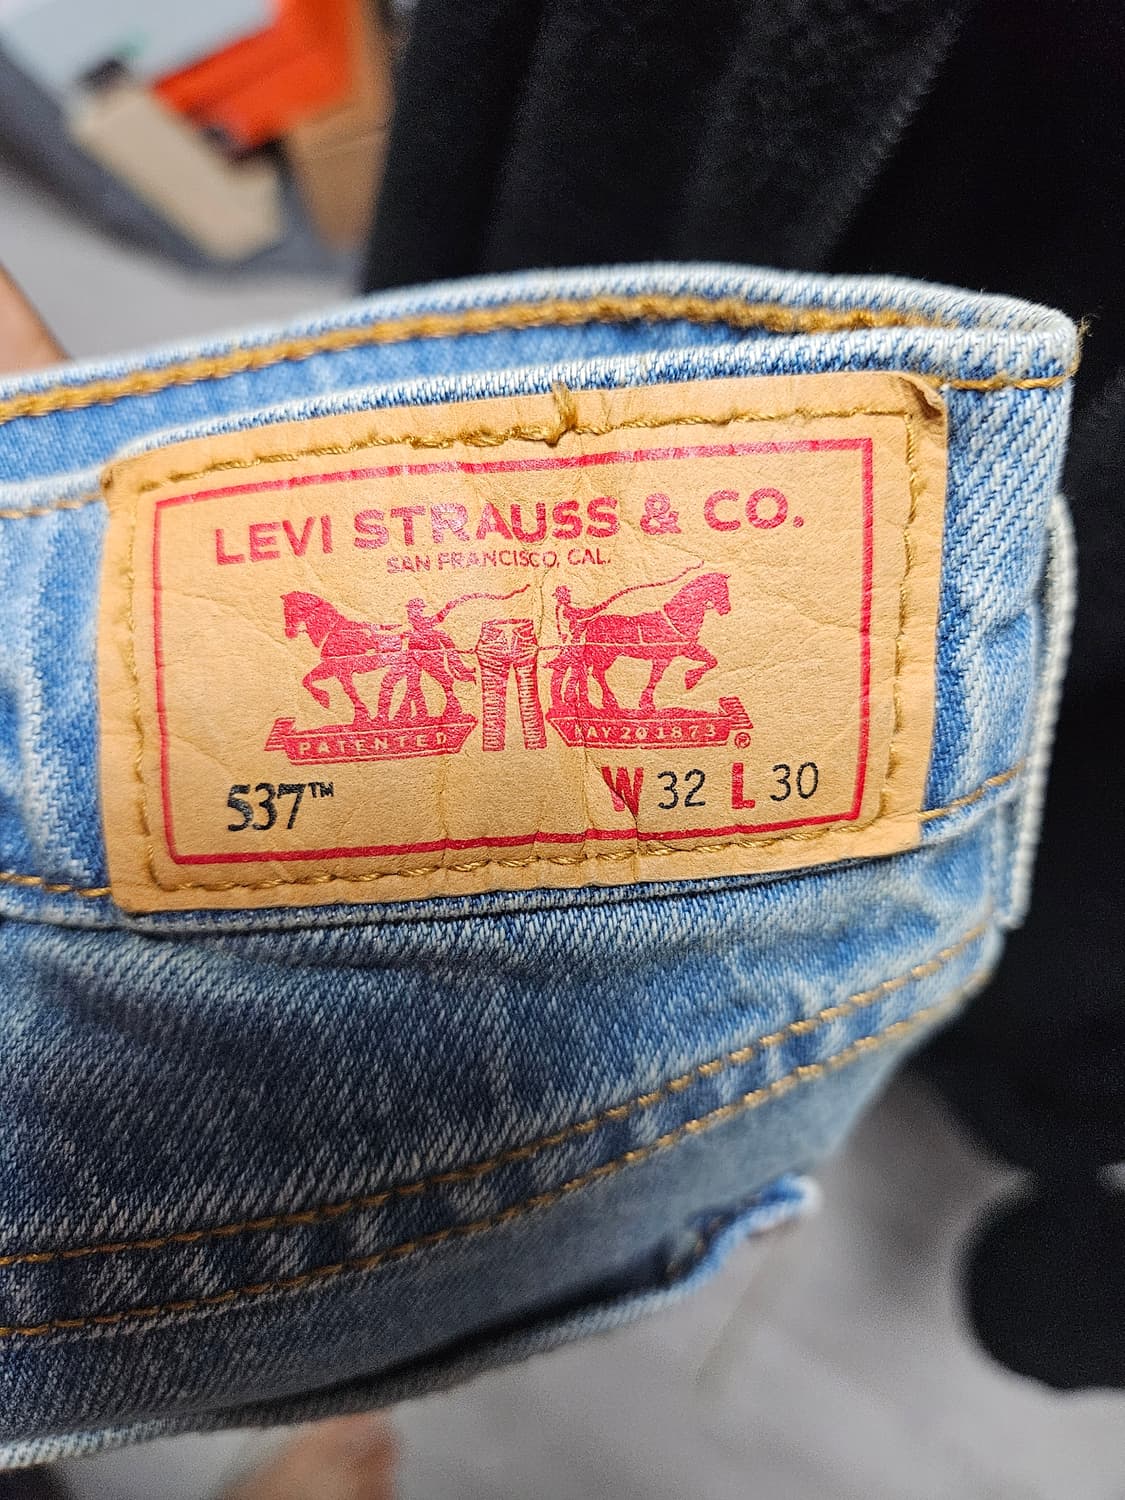 LEVI STRAUSS & CO.
SAN FRANCISCO, CAL.
PATENTED MAY 20 1873 ®
537™ W 32 L 30